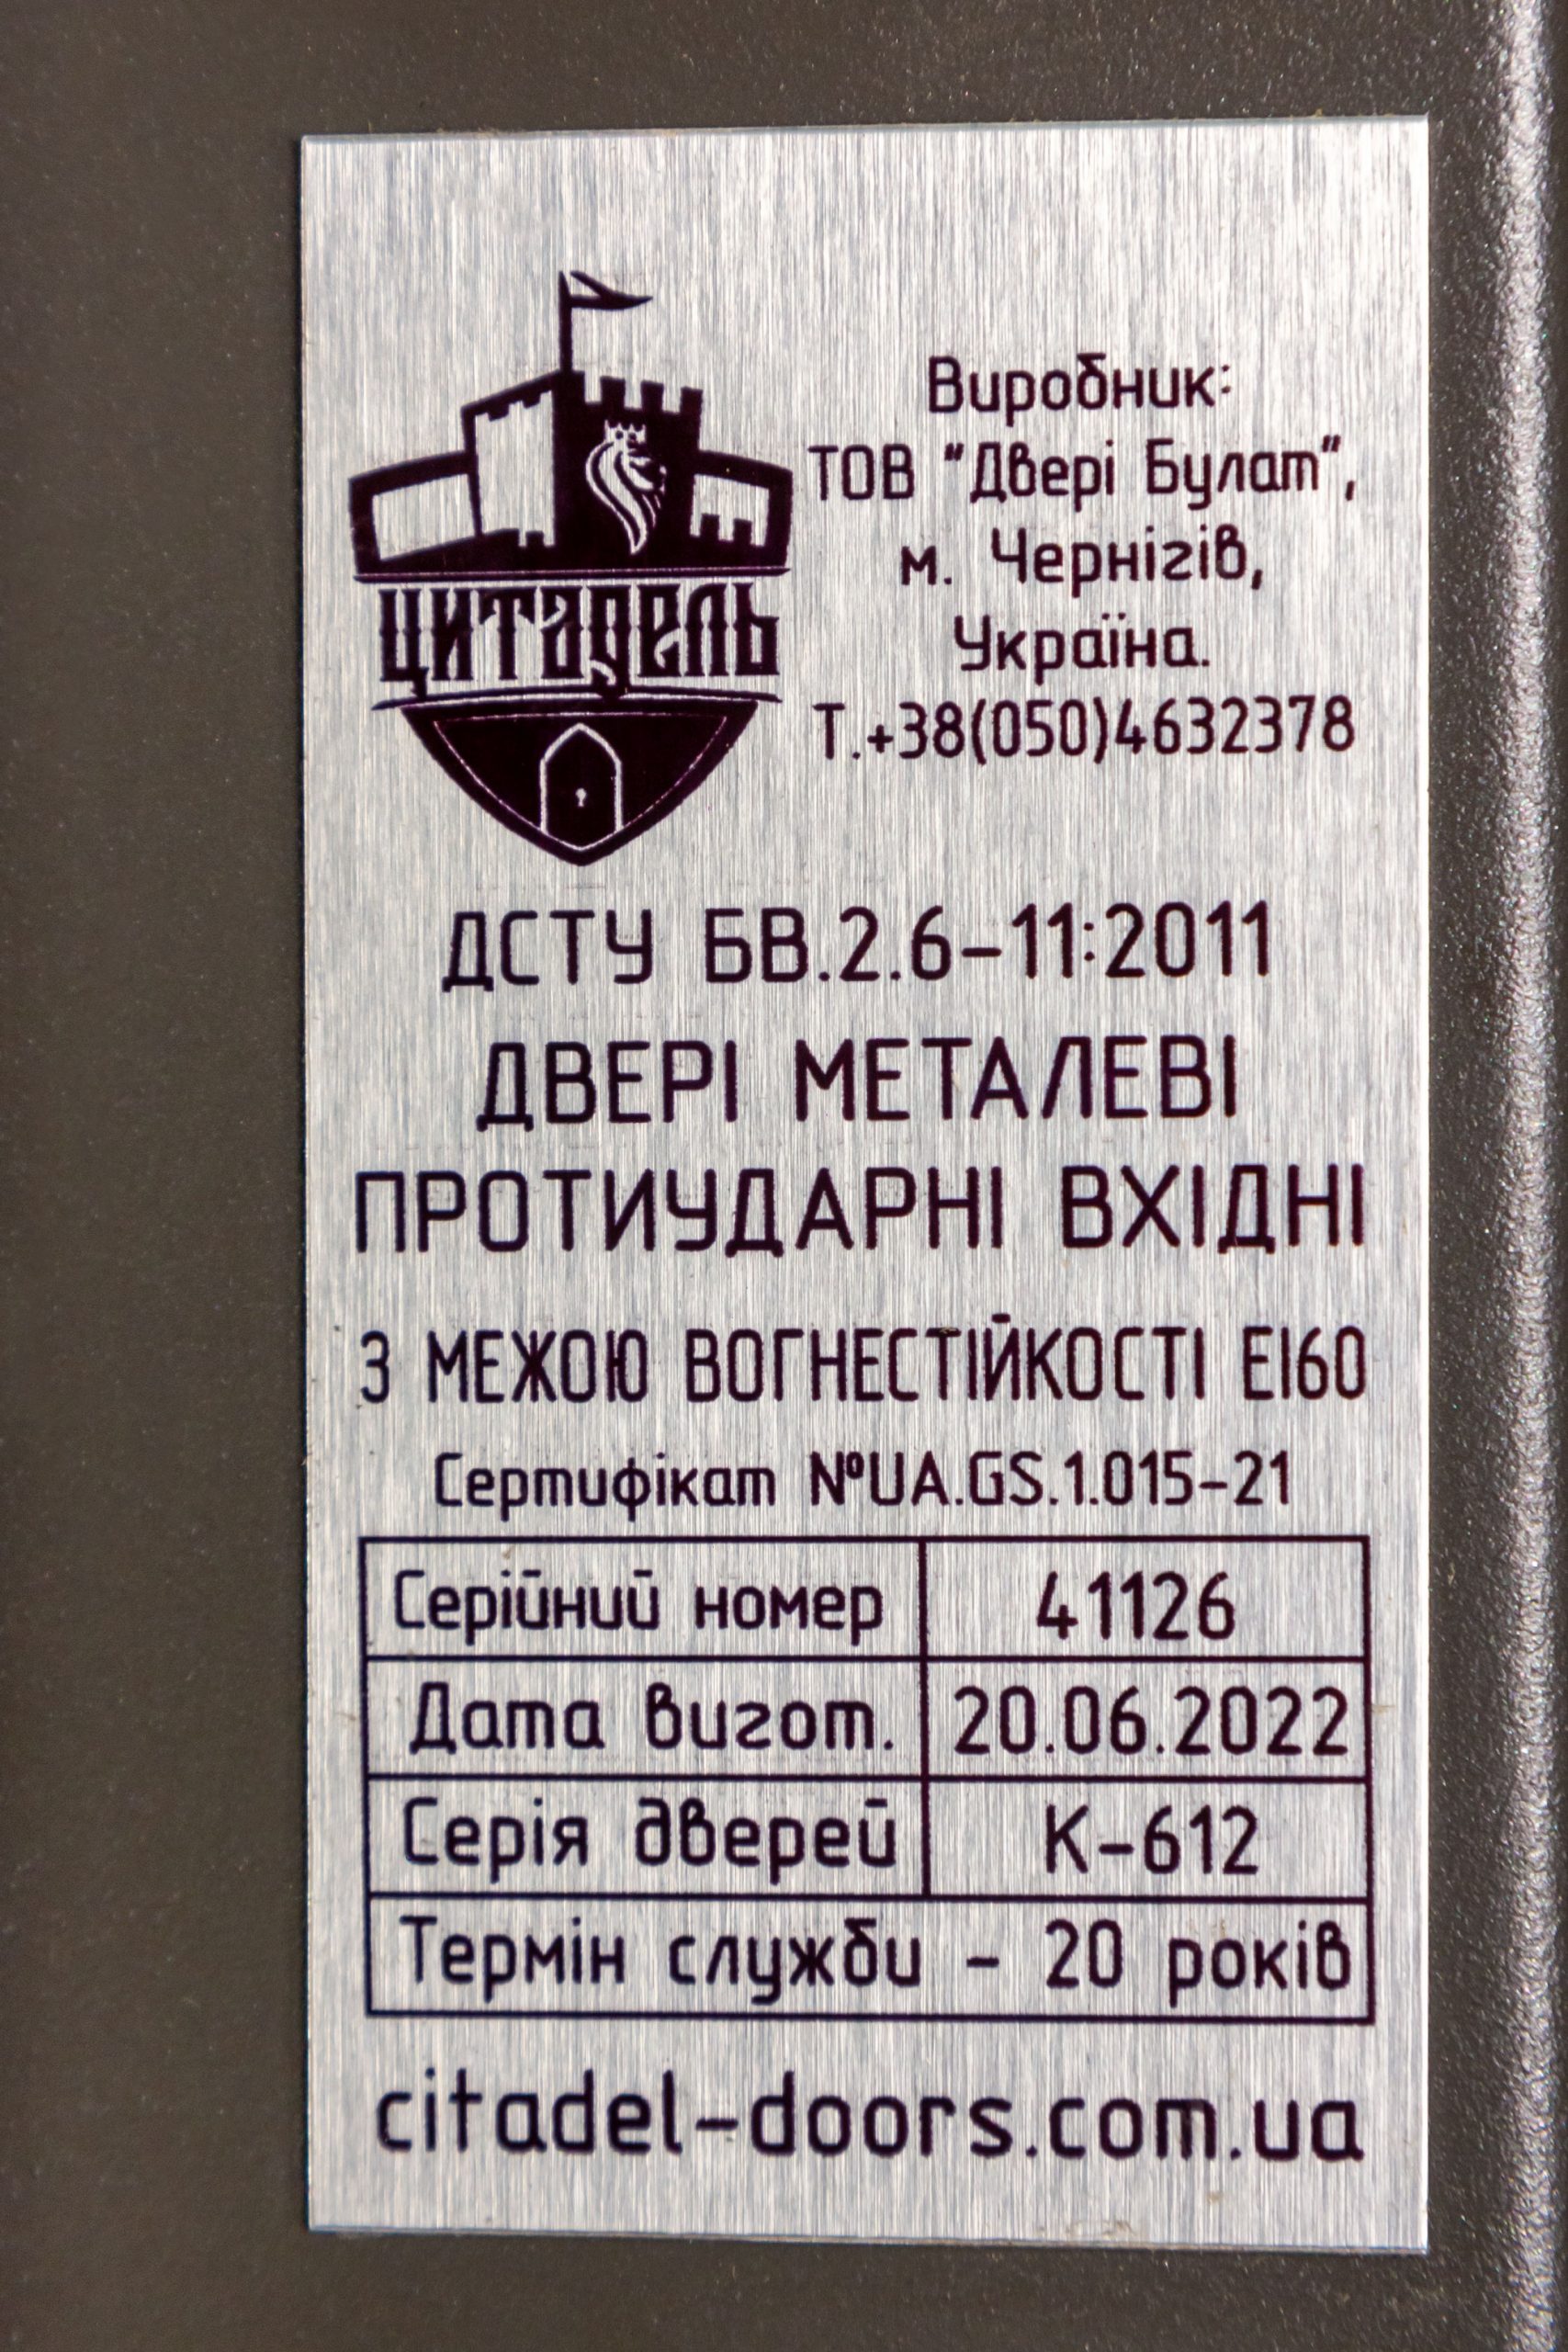 ЦИТАДЕЛЬ
Виробник:
ТОВ "Двері Булат",
м. Чернігів,
Україна.
Т.+38(050)4632378
ДСТУ БВ.2.6-11:2011
ДВЕРІ МЕТАЛЕВІ
ПРОТИУДАРНІ ВХІДНІ
З МЕЖОЮ ВОГНЕСТІЙКОСТІ EI60
Сертифікат №UA.GS.1.015-21
Серійний номер 41126
Дата вигот. 20.06.2022
Серія дверей К-612
Термін служби - 20 років
citadel-doors.com.ua